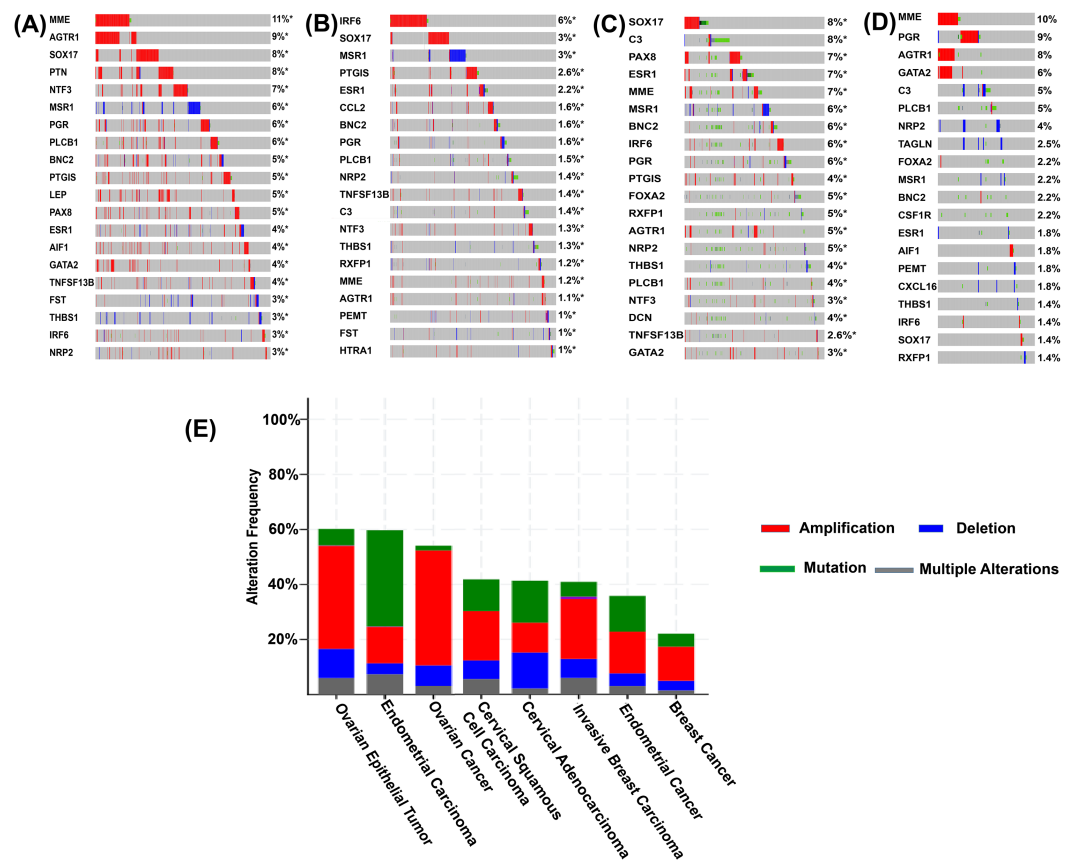 (A)
MME 11%*
AGTR1 9%*
SOX17 8%*
PTN 8%*
NTF3 7%*
MSR1 6%*
PGR 6%*
PLCB1 6%*
BNC2 5%*
PTGIS 5%*
LEP 5%*
PAX8 5%*
ESR1 4%*
AIF1 4%*
GATA2 4%*
TNFSF13B 4%*
FST 3%*
THBS1 3%*
IRF6 3%*
NRP2 3%*
(B)
IRF6 6%*
SOX17 3%*
MSR1 3%*
PTGIS 2.6%*
ESR1 2.2%*
CCL2 1.6%*
BNC2 1.6%*
PGR 1.6%*
PLCB1 1.5%*
NRP2 1.4%*
TNFSF13B 1.4%*
C3 1.4%*
NTF3 1.3%*
THBS1 1.3%*
RXFP1 1.2%*
MME 1.2%*
AGTR1 1.1%*
PEMT 1%*
FST 1%*
HTRA1 1%*
(C)
SOX17 8%*
C3 8%*
PAX8 7%*
ESR1 7%*
MME 7%*
MSR1 6%*
BNC2 6%*
IRF6 6%*
PGR 6%*
PTGIS 4%*
FOXA2 5%*
RXFP1 5%*
AGTR1 5%*
NRP2 5%*
THBS1 4%*
PLCB1 4%*
NTF3 3%*
DCN 4%*
TNFSF13B 2.6%*
GATA2 3%*
(D)
MME 10%
PGR 9%
AGTR1 8%
GATA2 6%
C3 5%
PLCB1 5%
NRP2 4%
TAGLN 2.5%
FOXA2 2.2%
MSR1 2.2%
BNC2 2.2%
CSF1R 2.2%
ESR1 1.8%
AIF1 1.8%
PEMT 1.8%
CXCL16 1.8%
THBS1 1.4%
IRF6 1.4%
SOX17 1.4%
RXFP1 1.4%
(E)
Alteration Frequency
100%
80%
60%
40%
20%
Ovarian Epithelial Tumor
Endometrial Carcinoma
Ovarian Cancer
Cervical Squamous
Cell Carcinoma
Cervical Adenocarcinoma
Invasive Breast Carcinoma
Endometrial Cancer
Breast Cancer
Amplification
Deletion
Mutation
Multiple Alterations